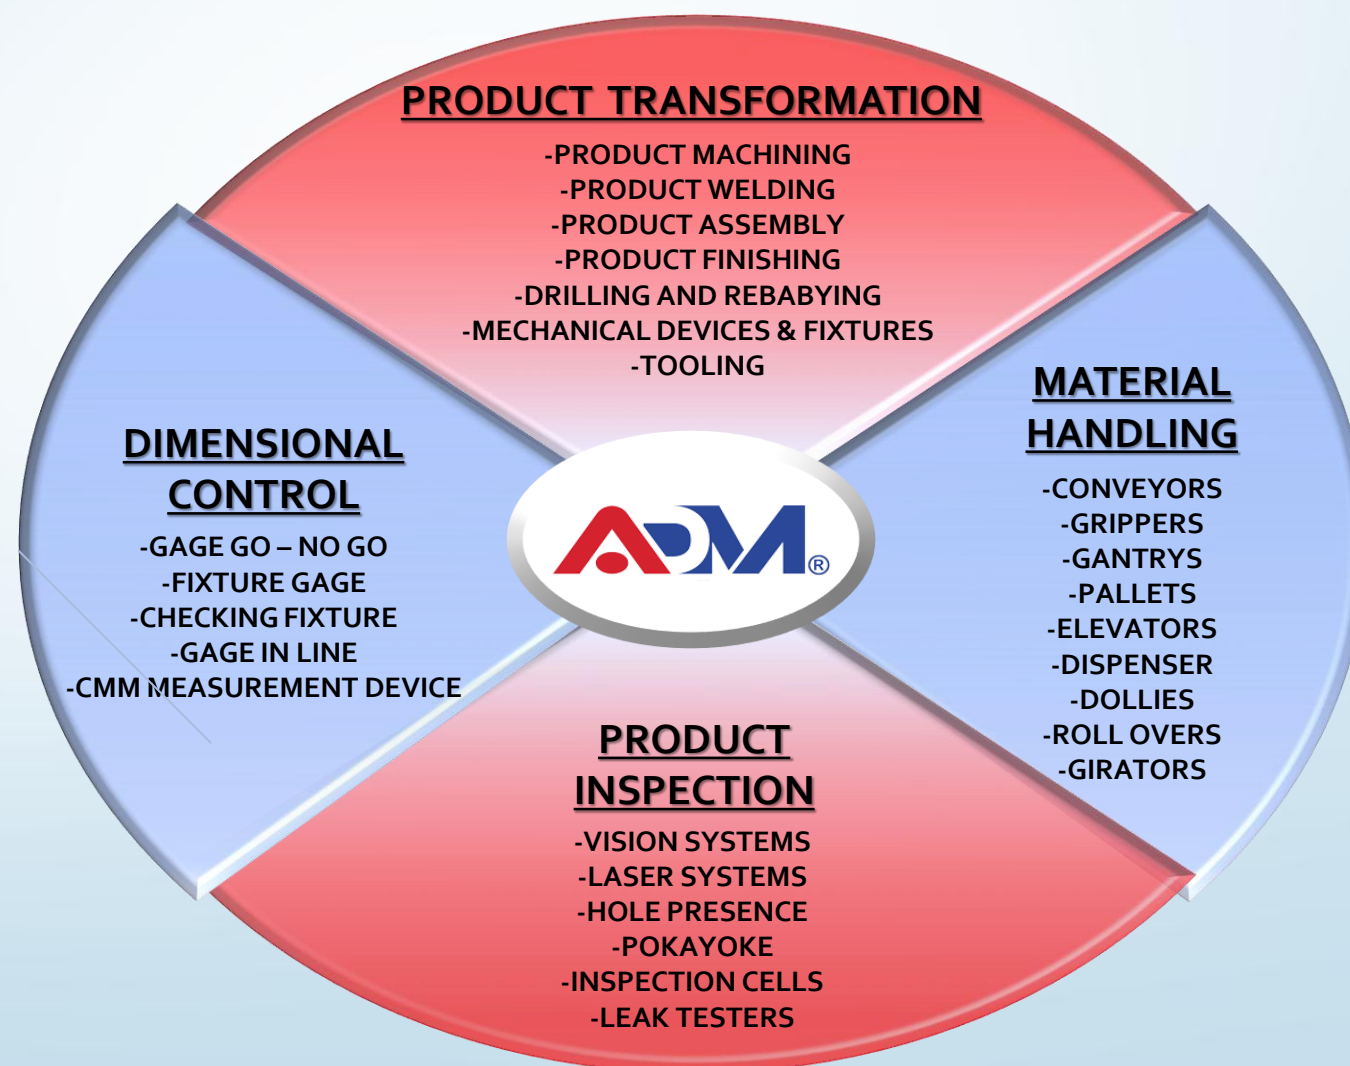 PRODUCT TRANSFORMATION
-PRODUCT MACHINING
-PRODUCT WELDING
-PRODUCT ASSEMBLY
-PRODUCT FINISHING
-DRILLING AND REBABYING
-MECHANICAL DEVICES & FIXTURES
-TOOLING
DIMENSIONAL
CONTROL
-GAGE GO – NO GO
-FIXTURE GAGE
-CHECKING FIXTURE
-GAGE IN LINE
-CMM MEASUREMENT DEVICE
ADM®
MATERIAL
HANDLING
-CONVEYORS
-GRIPPERS
-GANTRYS
-PALLETS
-ELEVATORS
-DISPENSER
-DOLLIES
-ROLL OVERS
-GIRATORS
PRODUCT
INSPECTION
-VISION SYSTEMS
-LASER SYSTEMS
-HOLE PRESENCE
-POKAYOKE
-INSPECTION CELLS
-LEAK TESTERS